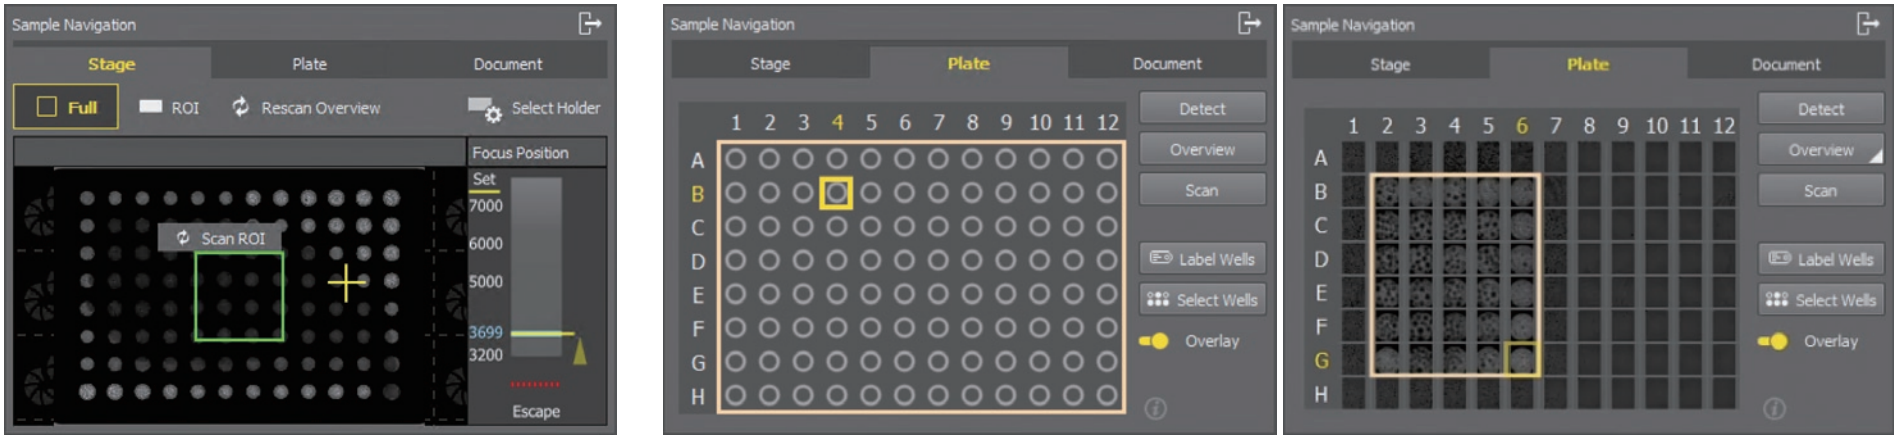 Sample Navigation
Stage Plate Document
Full ROI Rescan Overview Select Holder
Focus Position
Set
7000
Scan ROI
6000
5000
3699
3200
Escape
Sample Navigation
Stage Plate Document
Detect
1 2 3 4 5 6 7 8 9 10 11 12
Overview
A
B
Scan
C
D
Label Wells
E
Select Wells
F
Overlay
G
H
i
Sample Navigation
Stage Plate Document
Detect
1 2 3 4 5 6 7 8 9 10 11 12
Overview
A
B
Scan
C
D
Label Wells
E
Select Wells
F
Overlay
G
H
i